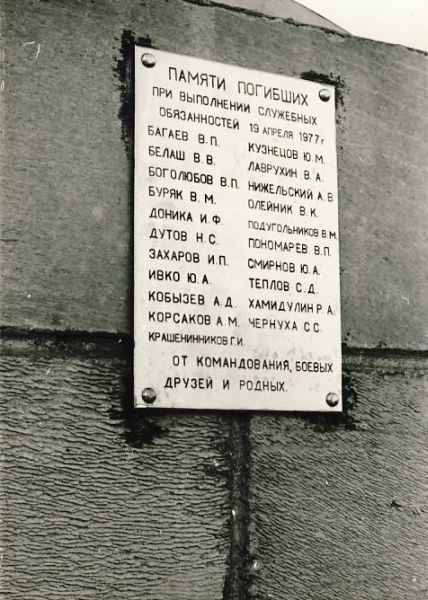 ПАМЯТИ ПОГИБШИХ
ПРИ ВЫПОЛНЕНИИ СЛУЖЕБНЫХ
ОБЯЗАННОСТЕЙ 19 АПРЕЛЯ 1977 г
БАГАЕВ В.П.
БЕЛАШ В.В.
БОГОЛЮБОВ В.П.
БУРЯК В.М.
ДОНИКА И.Ф.
ДУТОВ Н.С.
ЗАХАРОВ И.П.
ИВКО Ю.А.
КОБЫЗЕВ А.Д.
КОРСАКОВ А.М.
КРАШЕНИННИКОВ Г.И.
КУЗНЕЦОВ Ю.М.
ЛАВРУХИН В.А.
НИЖЕЛЬСКИЙ А.В
ОЛЕЙНИК В.К.
ПОДУГОЛЬНИКОВ В.М.
ПОНОМАРЕВ В.П.
СМИРНОВ Ю.А.
ТЕПЛОВ С.Д.
ХАМИДУЛИН Р.А.
ЧЕРНУХА С.С.
ОТ КОМАНДОВАНИЯ, БОЕВЫХ
ДРУЗЕЙ И РОДНЫХ.